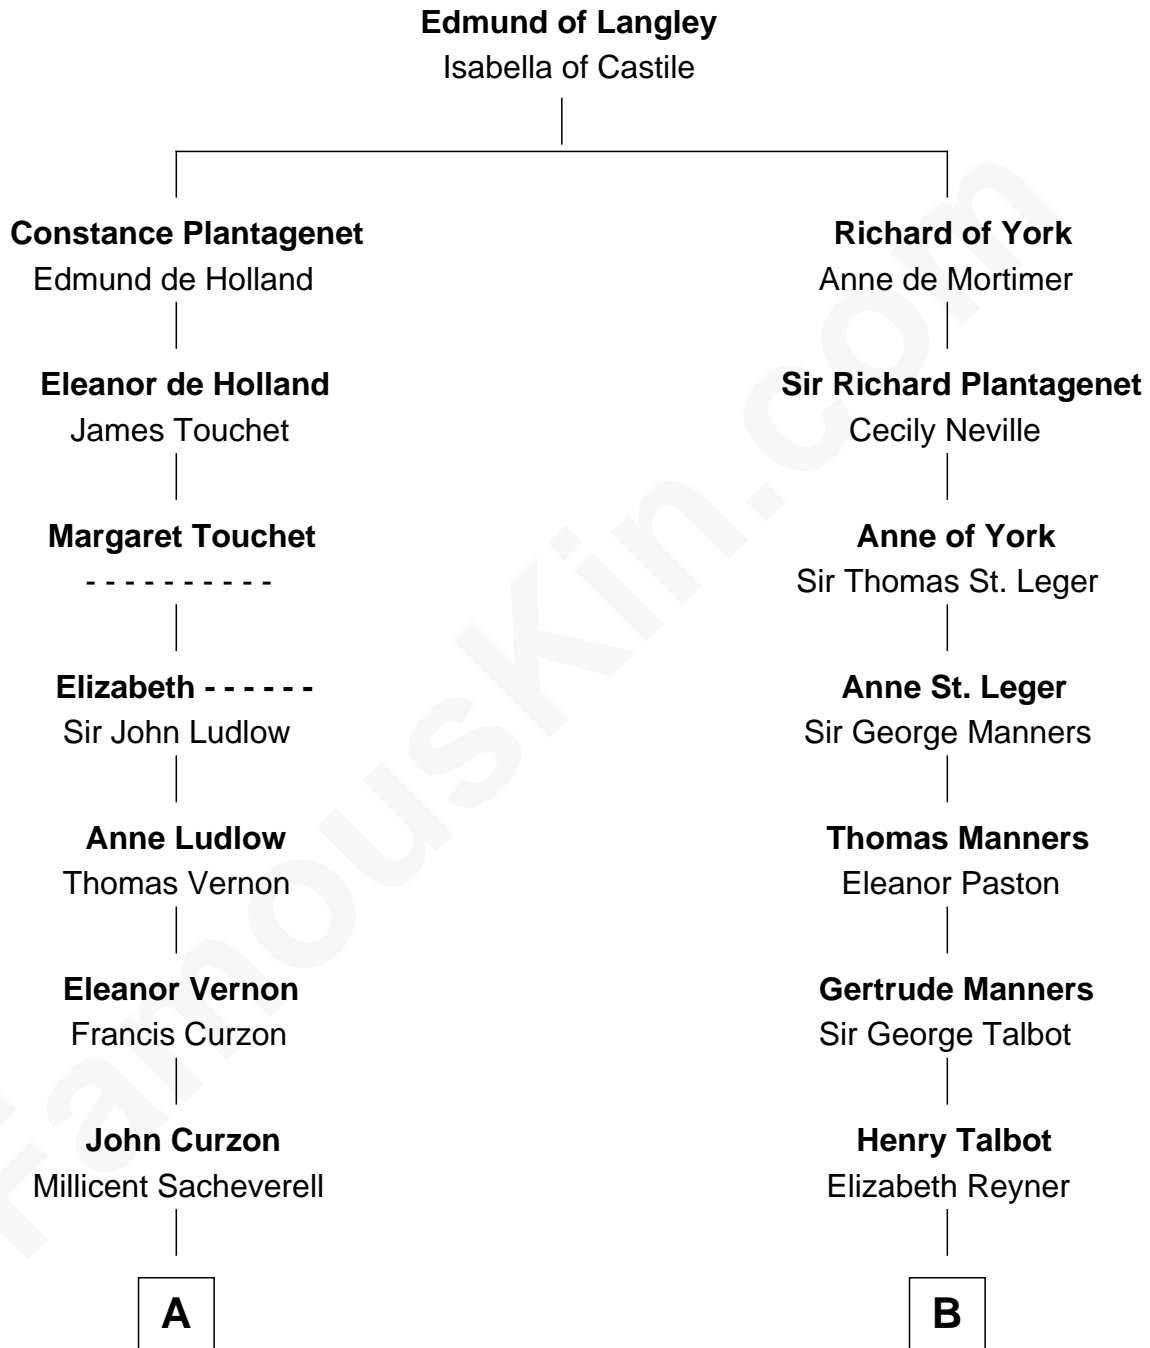 Edmund of Langley
Isabella of Castile
Constance Plantagenet
Edmund de Holland
Richard of York
Anne de Mortimer
Eleanor de Holland
James Touchet
Sir Richard Plantagenet
Cecily Neville
Margaret Touchet
- - - - - - - - - -
Anne of York
Sir Thomas St. Leger
Elizabeth - - - - - -
Sir John Ludlow
Anne St. Leger
Sir George Manners
Anne Ludlow
Thomas Vernon
Thomas Manners
Eleanor Paston
Eleanor Vernon
Francis Curzon
Gertrude Manners
Sir George Talbot
John Curzon
Millicent Sacheverell
Henry Talbot
Elizabeth Reyner
A
B
FamousKin.com